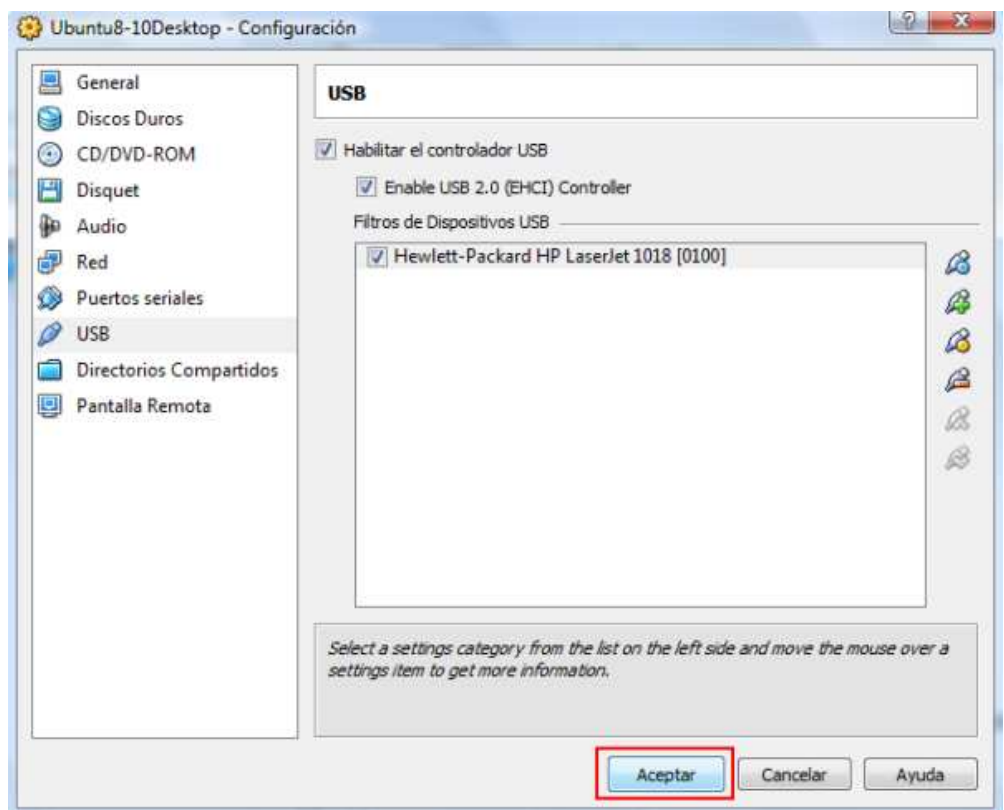 Ubuntu8-10Desktop - Configuración
General
Discos Duros
CD/DVD-ROM
Disquet
Audio
Red
Puertos seriales
USB
Directorios Compartidos
Pantalla Remota
USB
Habilitar el controlador USB
Enable USB 2.0 (EHCI) Controller
Filtros de Dispositivos USB
Hewlett-Packard HP LaserJet 1018 [0100]
Select a settings category from the list on the left side and move the mouse over a
settings item to get more information.
Aceptar
Cancelar
Ayuda